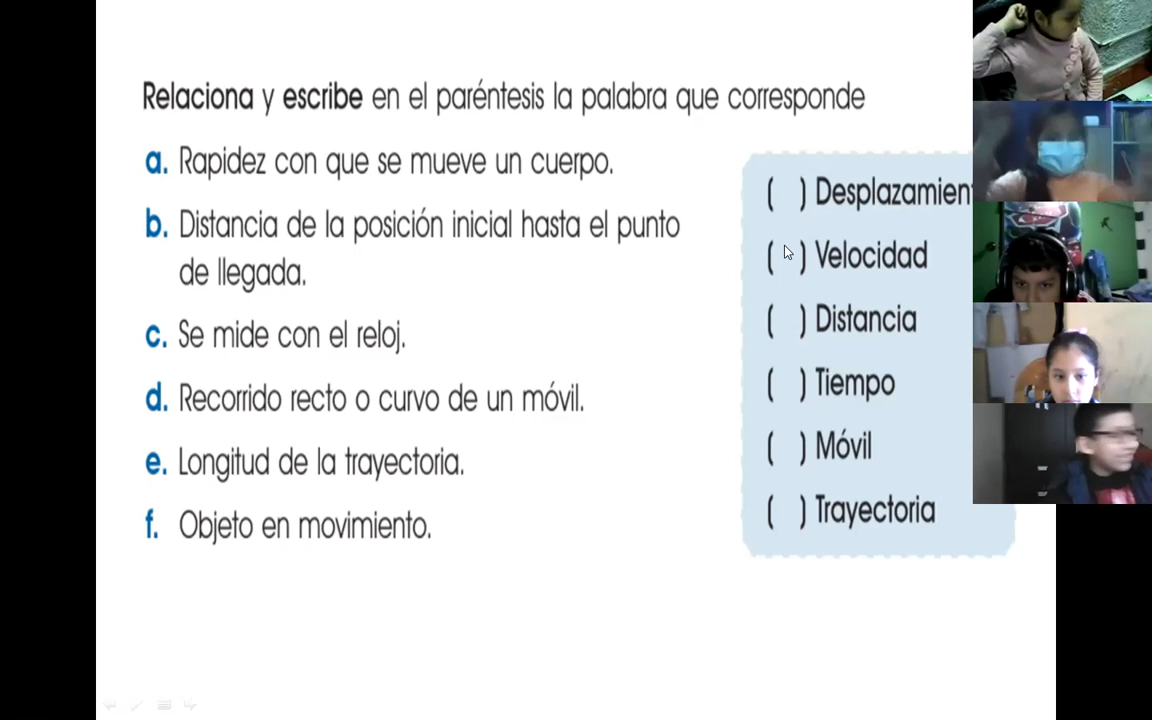 Relaciona y escribe en el paréntesis la palabra que corresponde
a. Rapidez con que se mueve un cuerpo.
b. Distancia de la posición inicial hasta el punto
de llegada.
c. Se mide con el reloj.
d. Recorrido recto o curvo de un móvil.
e. Longitud de la trayectoria.
f. Objeto en movimiento.
( ) Desplazamien
( ) Velocidad
( ) Distancia
( ) Tiempo
( ) Móvil
( ) Trayectoria